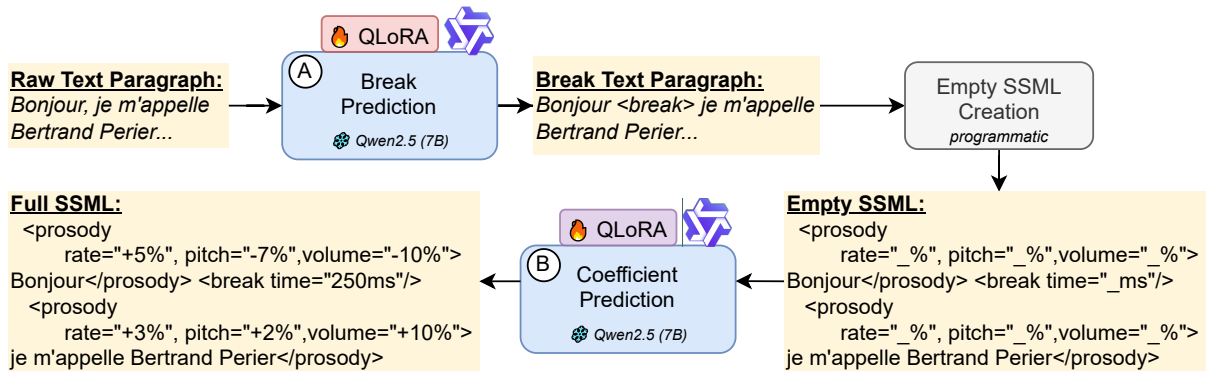 QLoRA
A
Break
Prediction
Qwen2.5 (7B)
Raw Text Paragraph:
Bonjour, je m'appelle
Bertrand Perier...
Break Text Paragraph:
Bonjour <break> je m'appelle
Bertrand Perier...
Empty SSML
Creation
programmatic
Empty SSML:
<prosody
rate="_%", pitch="_%",volume="_%">
Bonjour</prosody> <break time="_ms"/>
<prosody
rate="_%", pitch="_%",volume="_%">
je m'appelle Bertrand Perier</prosody>
QLoRA
B
Coefficient
Prediction
Qwen2.5 (7B)
Full SSML:
<prosody
rate="+5%", pitch="-7%",volume="-10%">
Bonjour</prosody> <break time="250ms"/>
<prosody
rate="+3%", pitch="+2%",volume="+10%">
je m'appelle Bertrand Perier</prosody>